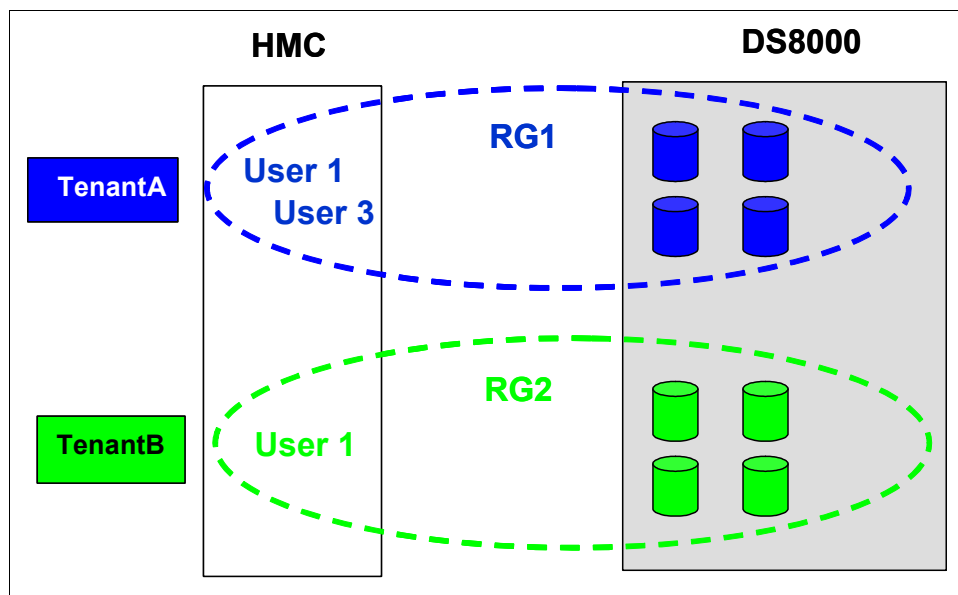 HMC
DS8000
RG1
TenantA
User 1
User 3
RG2
TenantB
User 1